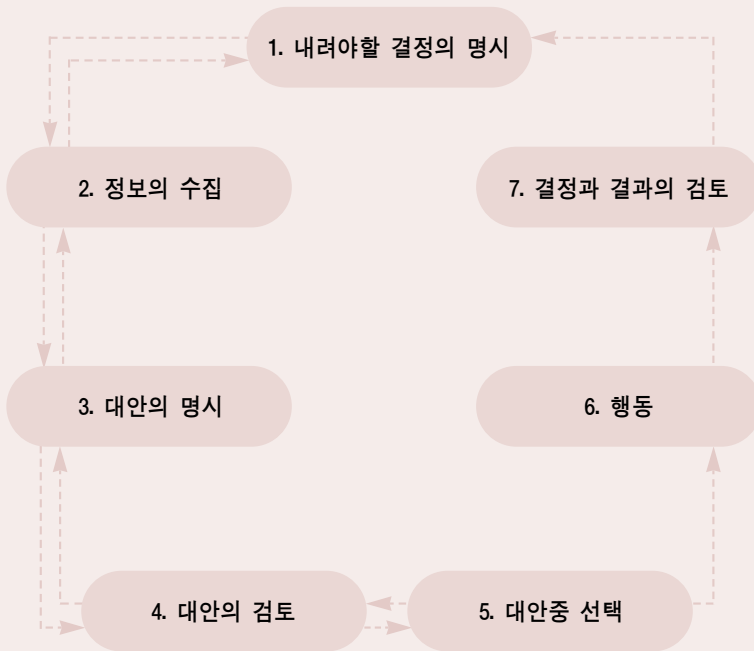 1. 내려야할 결정의 명시
2. 정보의 수집
7. 결정과 결과의 검토
3. 대안의 명시
6. 행동
4. 대안의 검토
5. 대안중 선택